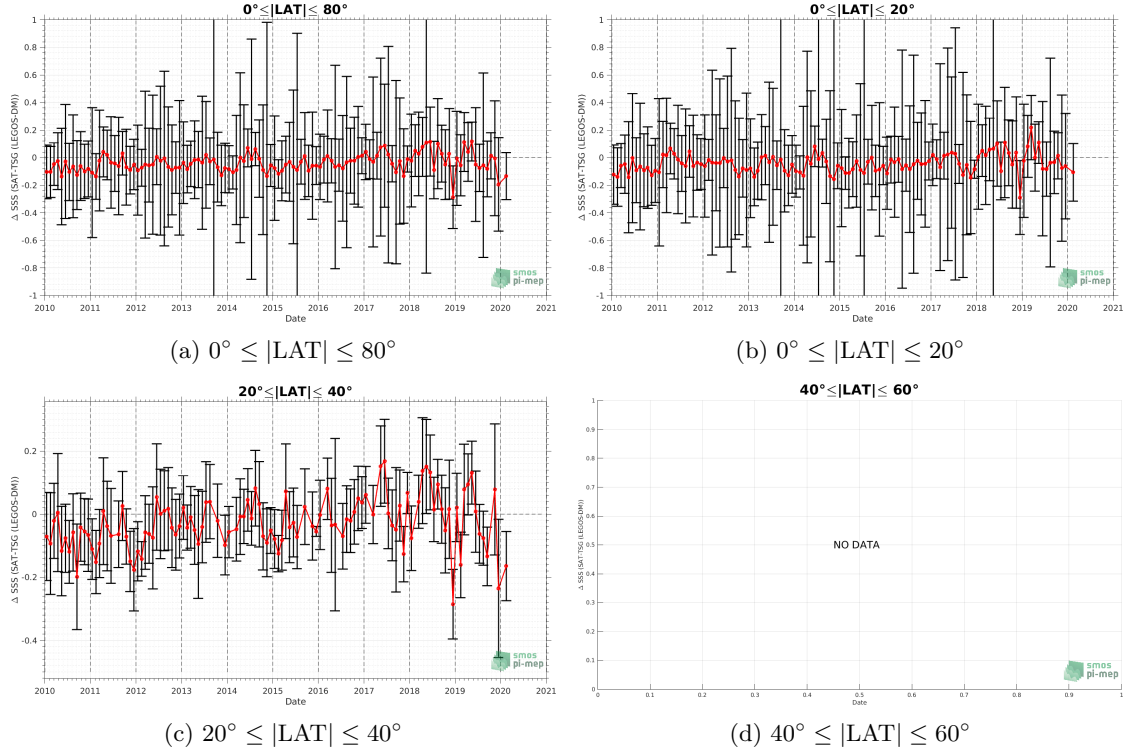 0°≤|LAT|≤ 80°
1
0.8
0.6
0.4
0.2
0
-0.2
-0.4
-0.6
-0.8
-1
Δ SSS (SAT-TSG (LEGOS-DM))
2010 2011 2012 2013 2014 2015 2016 2017 2018 2019 2020 2021
Date
smos
pi-mep
(a) 0° ≤ |LAT| ≤ 80°
0°≤|LAT|≤ 20°
1
0.8
0.6
0.4
0.2
0
-0.2
-0.4
-0.6
-0.8
-1
Δ SSS (SAT-TSG (LEGOS-DM))
2010 2011 2012 2013 2014 2015 2016 2017 2018 2019 2020 2021
Date
smos
pi-mep
(b) 0° ≤ |LAT| ≤ 20°
20°≤|LAT|≤ 40°
0.2
0
-0.2
-0.4
Δ SSS (SAT-TSG (LEGOS-DM))
2010 2011 2012 2013 2014 2015 2016 2017 2018 2019 2020 2021
Date
smos
pi-mep
(c) 20° ≤ |LAT| ≤ 40°
40°≤|LAT|≤ 60°
1
0.9
0.8
0.7
0.6
0.5
0.4
0.3
0.2
0.1
0
Δ SSS (SAT-TSG (LEGOS-DM))
NO DATA
0 0.1 0.2 0.3 0.4 0.5 0.6 0.7 0.8 0.9 1
Date
smos
pi-mep
(d) 40° ≤ |LAT| ≤ 60°